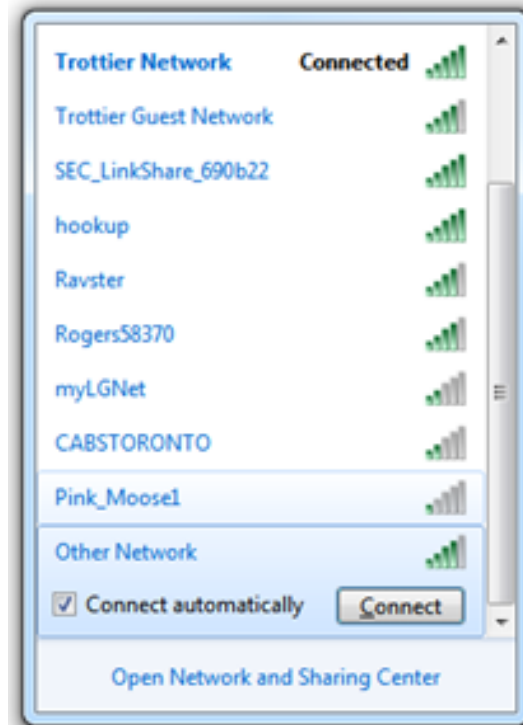 Trottier Network Connected
Trottier Guest Network
SEC_LinkShare_690b22
hookup
Ravster
Rogers58370
myLGNet
CABSTORONTO
Pink_Moose1
Other Network
Connect automatically Connect
Open Network and Sharing Center